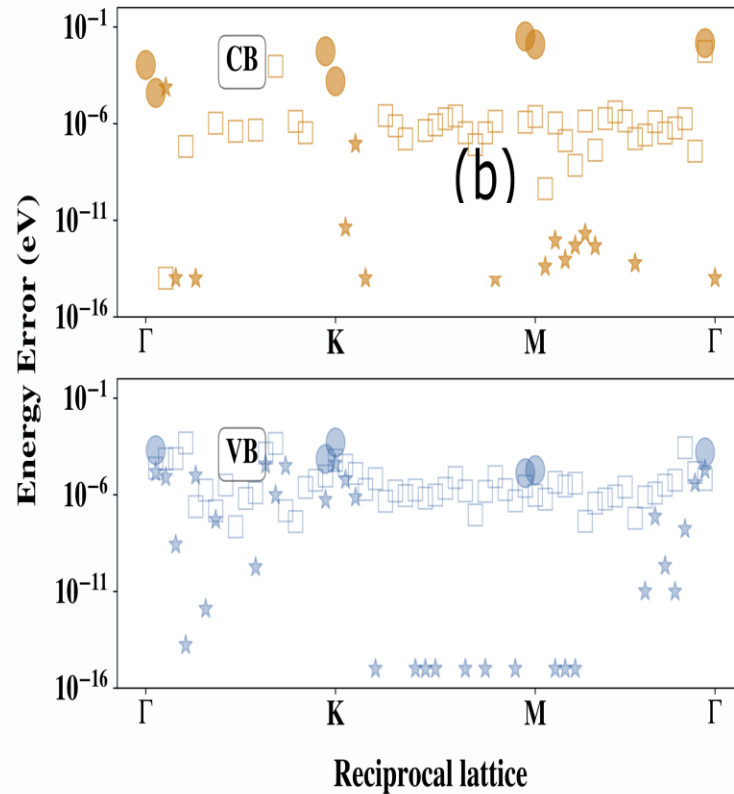 10⁻¹
CB
10⁻⁶
(b)
10⁻¹¹
10⁻¹⁶
Γ K M Γ
Energy Error (eV)
10⁻¹
VB
10⁻⁶
10⁻¹¹
10⁻¹⁶
Γ K M Γ
Reciprocal lattice